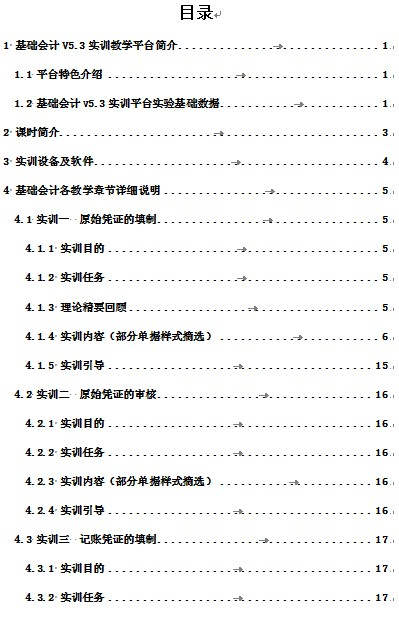 目录
1 基础会计V5.3实训教学平台简介 1
1.1 平台特色介绍 1
1.2 基础会计v5.3实训平台实验基础数据 1
2 课时简介 3
3 实训设备及软件 4
4 基础会计各教学章节详细说明 5
4.1 实训一 原始凭证的填制 5
4.1.1 实训目的 5
4.1.2 实训任务 5
4.1.3 理论精要回顾 5
4.1.4 实训内容（部分单据样式摘选） 6
4.1.5 实训引导 15
4.2 实训二 原始凭证的审核 16
4.2.1 实训目的 16
4.2.2 实训任务 16
4.2.3 实训内容（部分单据样式摘选） 16
4.2.4 实训引导 16
4.3 实训三 记账凭证的填制 17
4.3.1 实训目的 17
4.3.2 实训任务 17